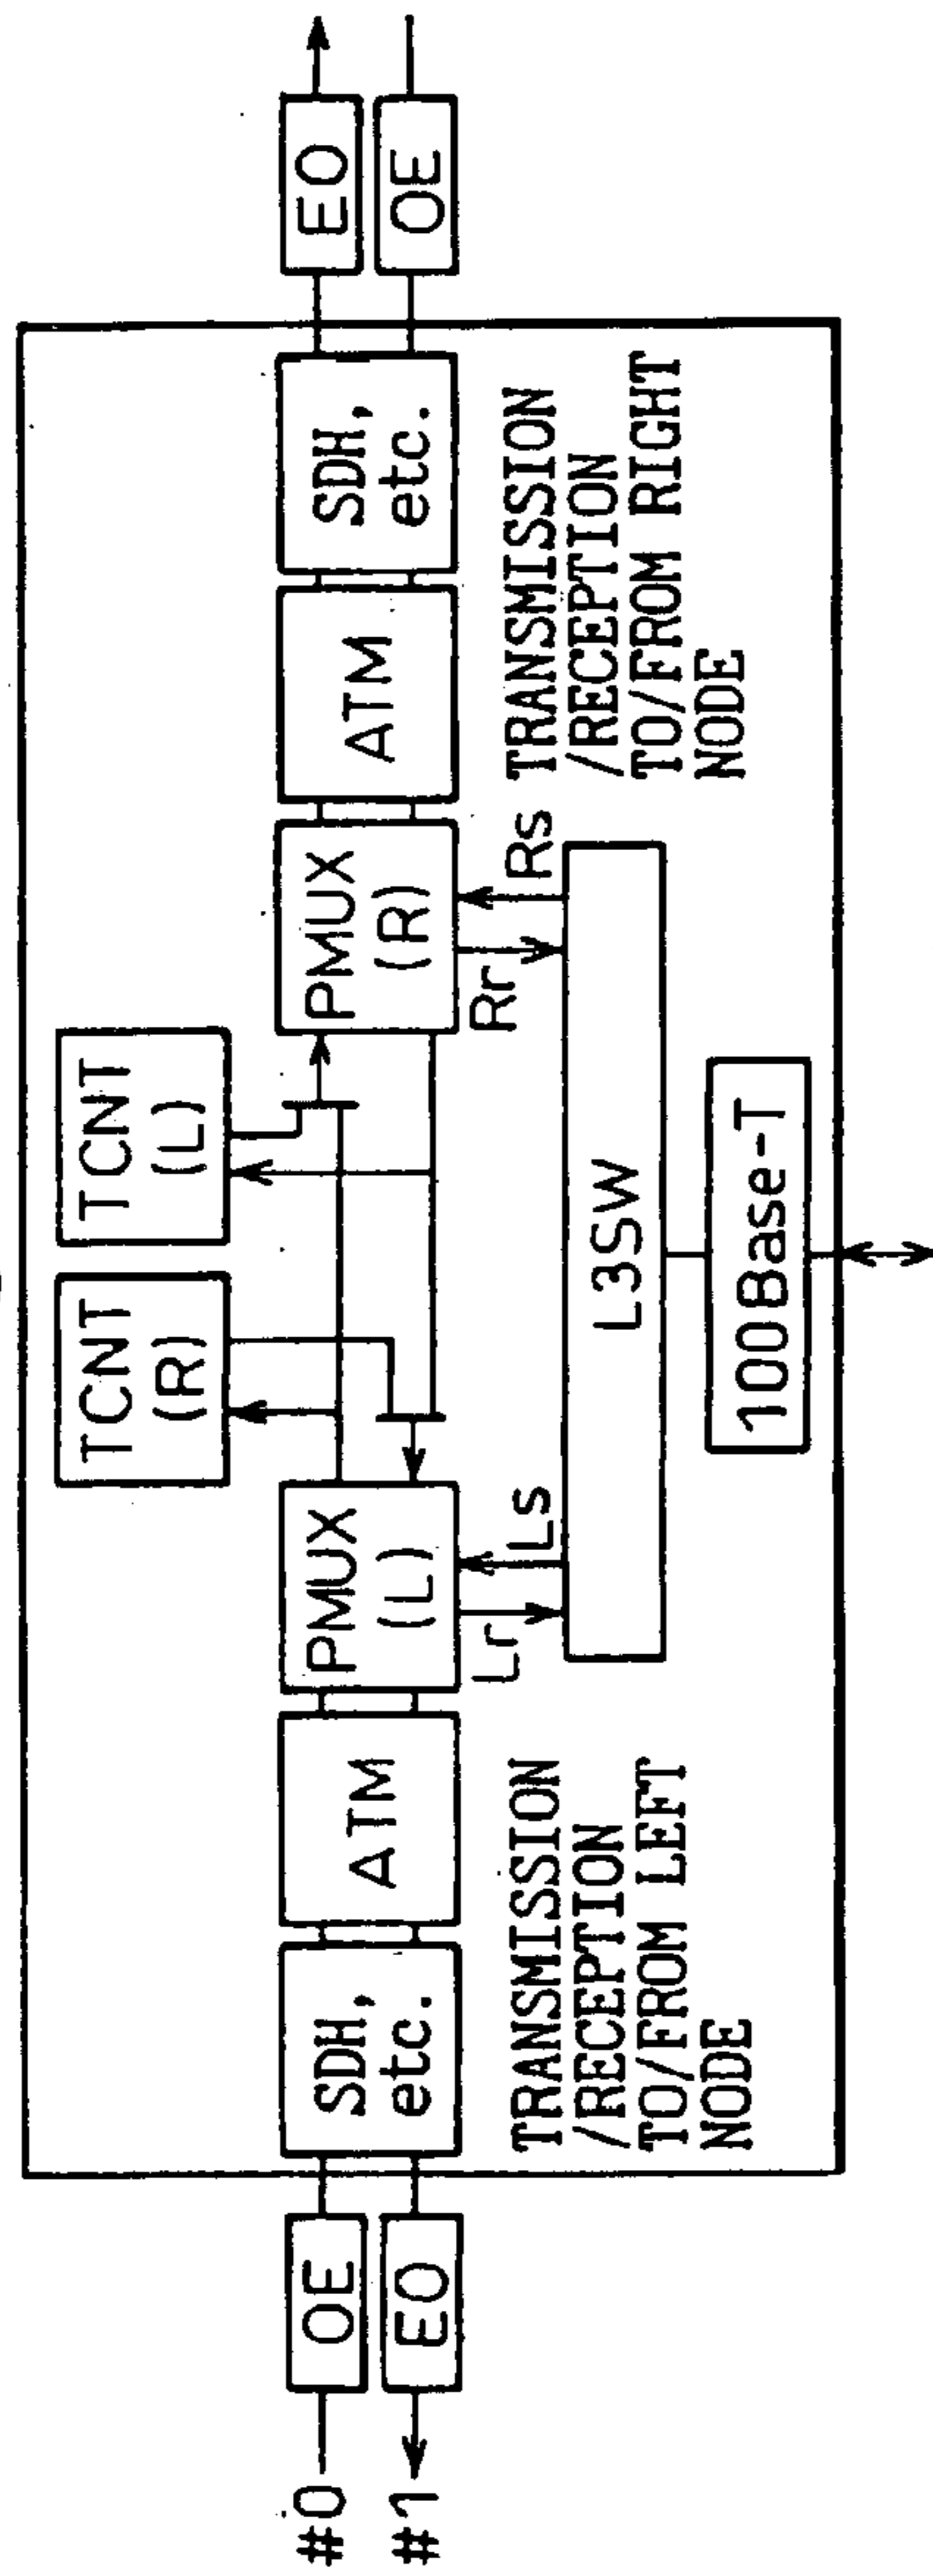 #0
#1
OE
EO
SDH,
etc.
ATM
PMUX
(L)
TCNT
(R)
TCNT
(L)
PMUX
(R)
ATM
SDH,
etc.
EO
OE
Lr
Ls
Rr
Rs
L3SW
100Base-T
TRANSMISSION
/RECEPTION
TO/FROM LEFT
NODE
TRANSMISSION
/RECEPTION
TO/FROM RIGHT
NODE